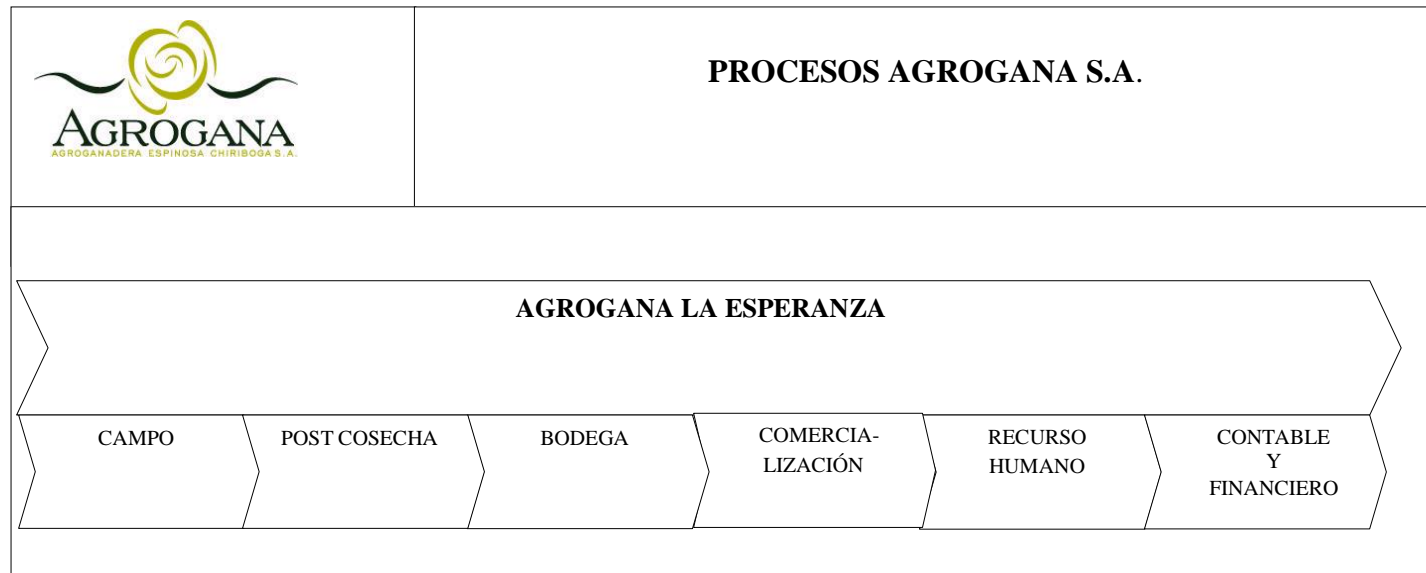 AGROGANA
AGROGANADERA ESPINOSA CHIRIBOGA S.A.
PROCESOS AGROGANA S.A.
AGROGANA LA ESPERANZA
CAMPO
POST COSECHA
BODEGA
COMERCIA-
LIZACIÓN
RECURSO
HUMANO
CONTABLE
Y
FINANCIERO